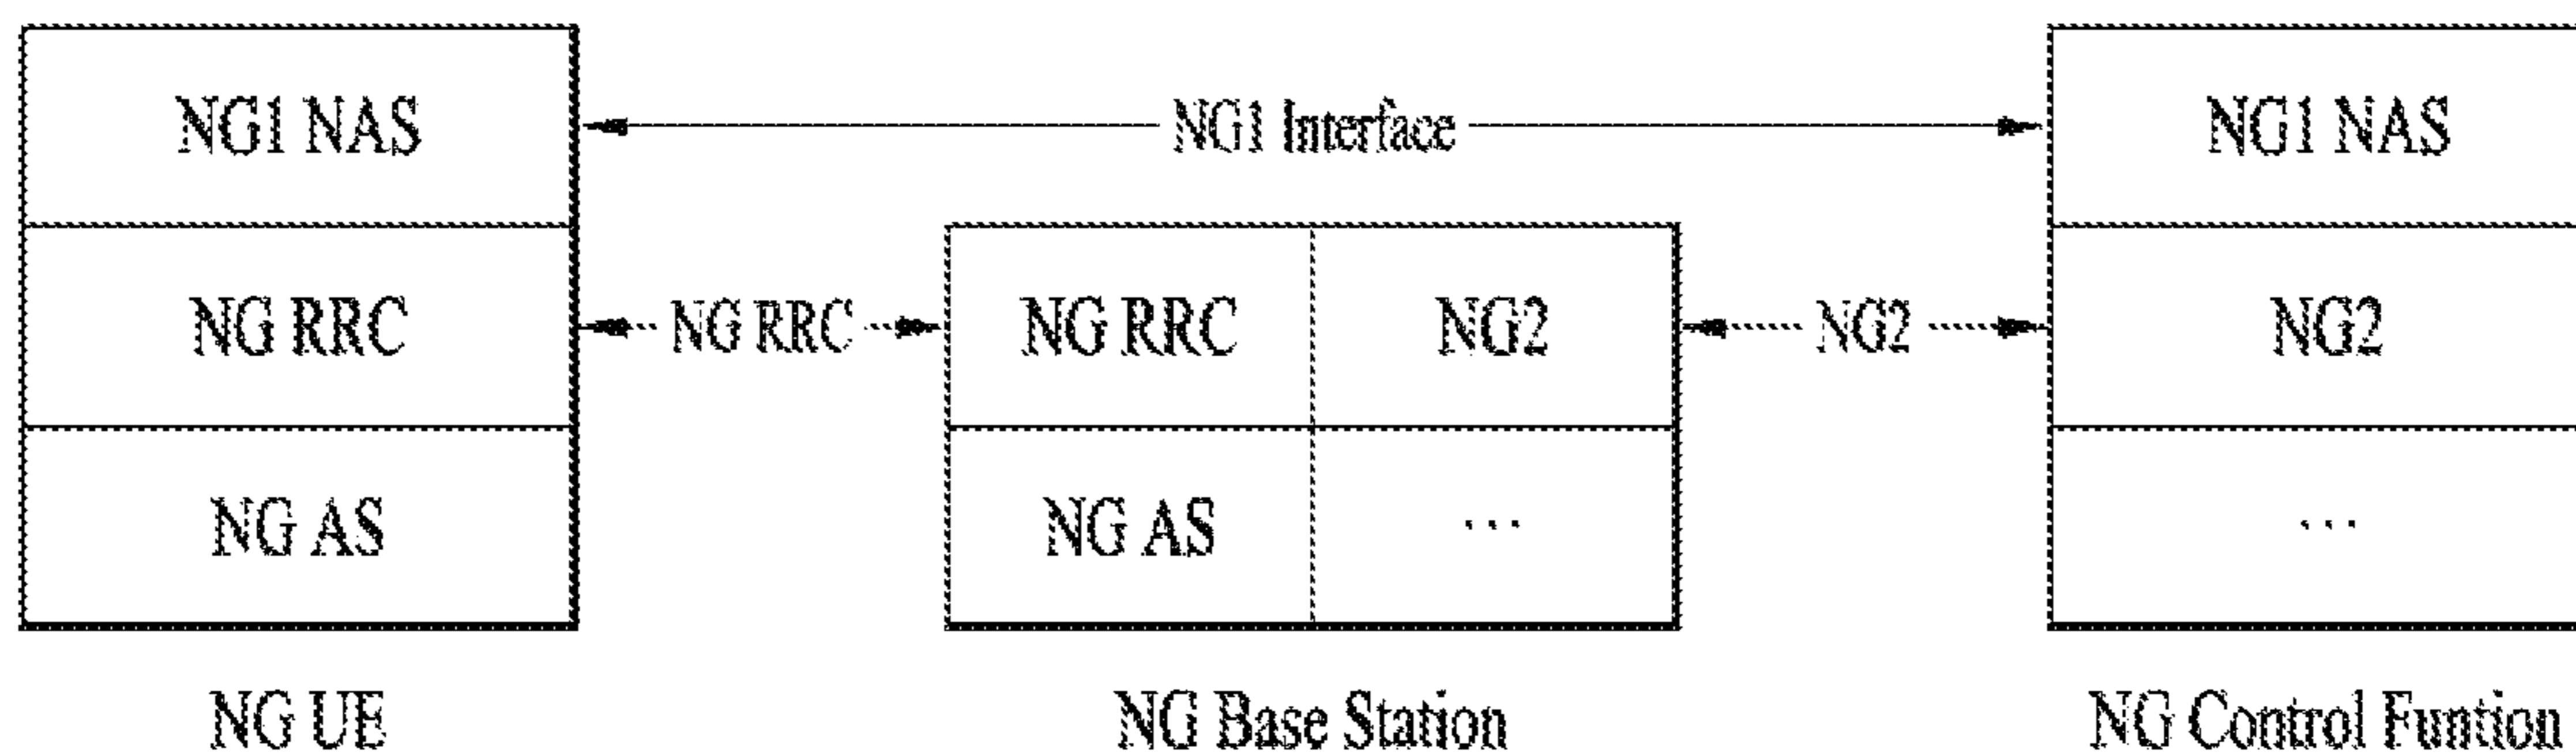 NG1 NAS NG1 Interface NG1 NAS
NG RRC NG RRC NG RRC NG2 NG2 NG2
NG AS NG AS ... ...
NG UE NG Base Station NG Control Funtion